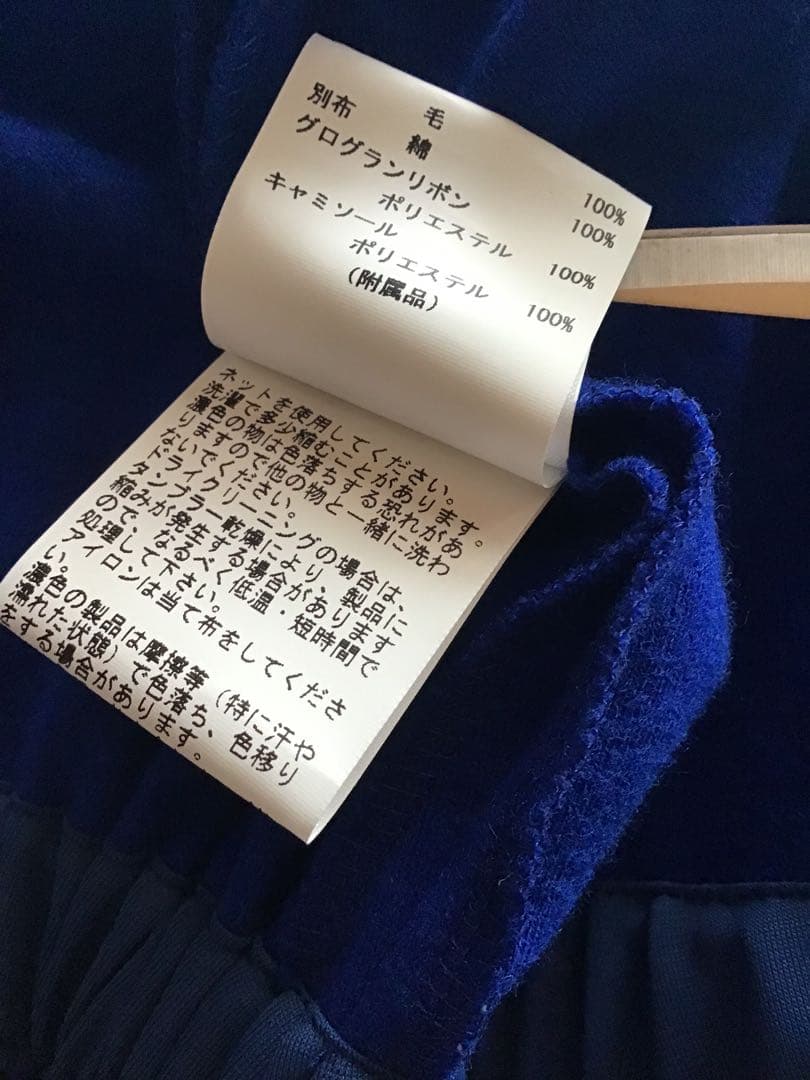 毛 100%
別布 綿 100%
グログランリボン
ポリエステル 100%
キャミソール
ポリエステル 100%
(附属品)
ネットを使用してください。
洗濯で多少縮むことがあります。
濃色の物は色落ちする恐れがあ
りますので他の物と一緒に洗わ
ないでください。
ドライクリーニングの場合は、
タンブラー乾燥により、製品に
縮みが発生する場合があります
ので、なるべく低温・短時間で
処理して下さい。
アイロンは当て布をしてくださ
い。
濃色の製品は摩擦等(特に汗や
濡れた状態)で色落ち、色移り
をする場合があります。